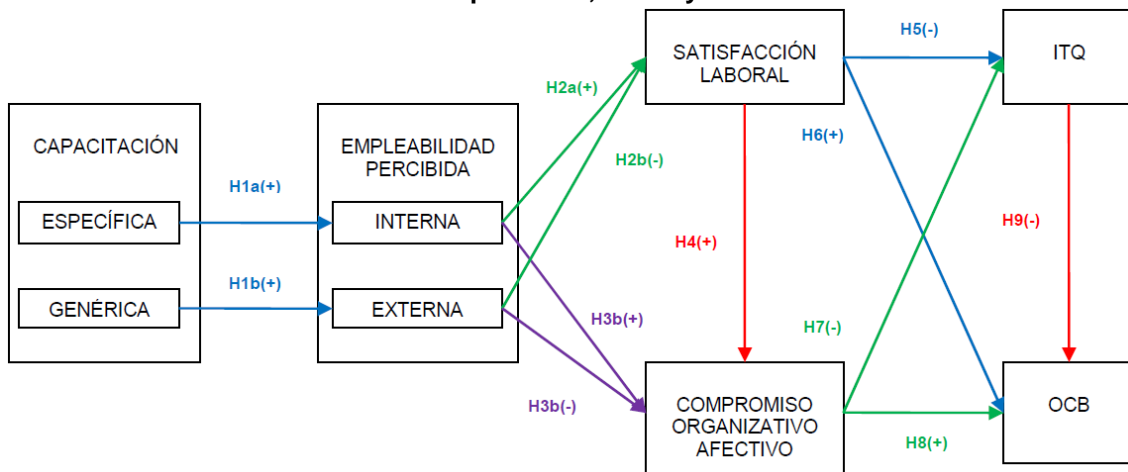 SATISFACCIÓN
LABORAL
H5(-)
ITQ
H2a(+)
H6(+)
CAPACITACIÓN
EMPLEABILIDAD
PERCIBIDA
H2b(-)
H1a(+)
ESPECÍFICA
INTERNA
H4(+)
H9(-)
H1b(+)
GENÉRICA
EXTERNA
H3b(+)
H7(-)
H3b(-)
COMPROMISO
ORGANIZATIVO
AFECTIVO
OCB
H8(+)